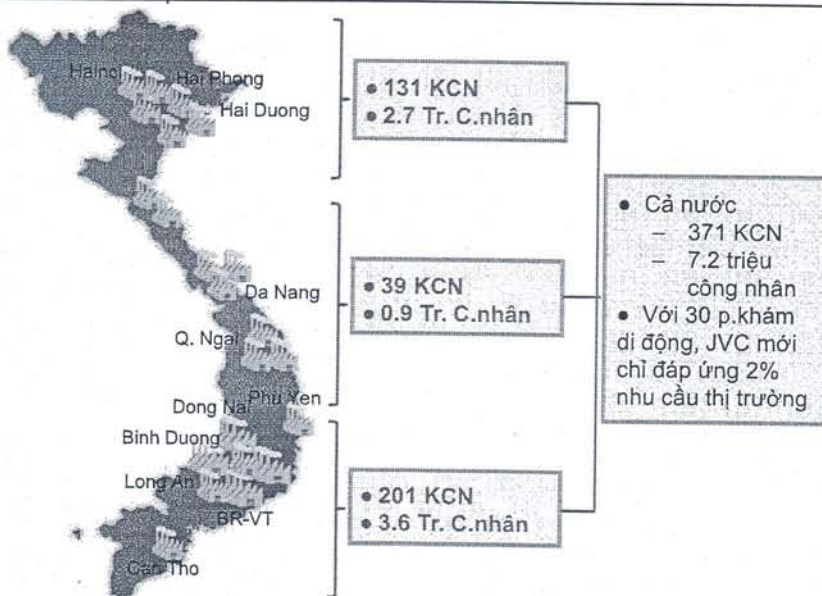 Hai Phong
Hai Duong
Da Nang
Q. Ngai
Phu Yen
Dong Nai
Binh Duong
Long An
BR-VT
Can Tho
• 131 KCN
• 2.7 Tr. C.nhân
• 39 KCN
• 0.9 Tr. C.nhân
• 201 KCN
• 3.6 Tr. C.nhân
• Cả nước
– 371 KCN
– 7.2 triệu
công nhân
• Với 30 p.khám
di động, JVC mới
chỉ đáp ứng 2%
nhu cầu thị trường